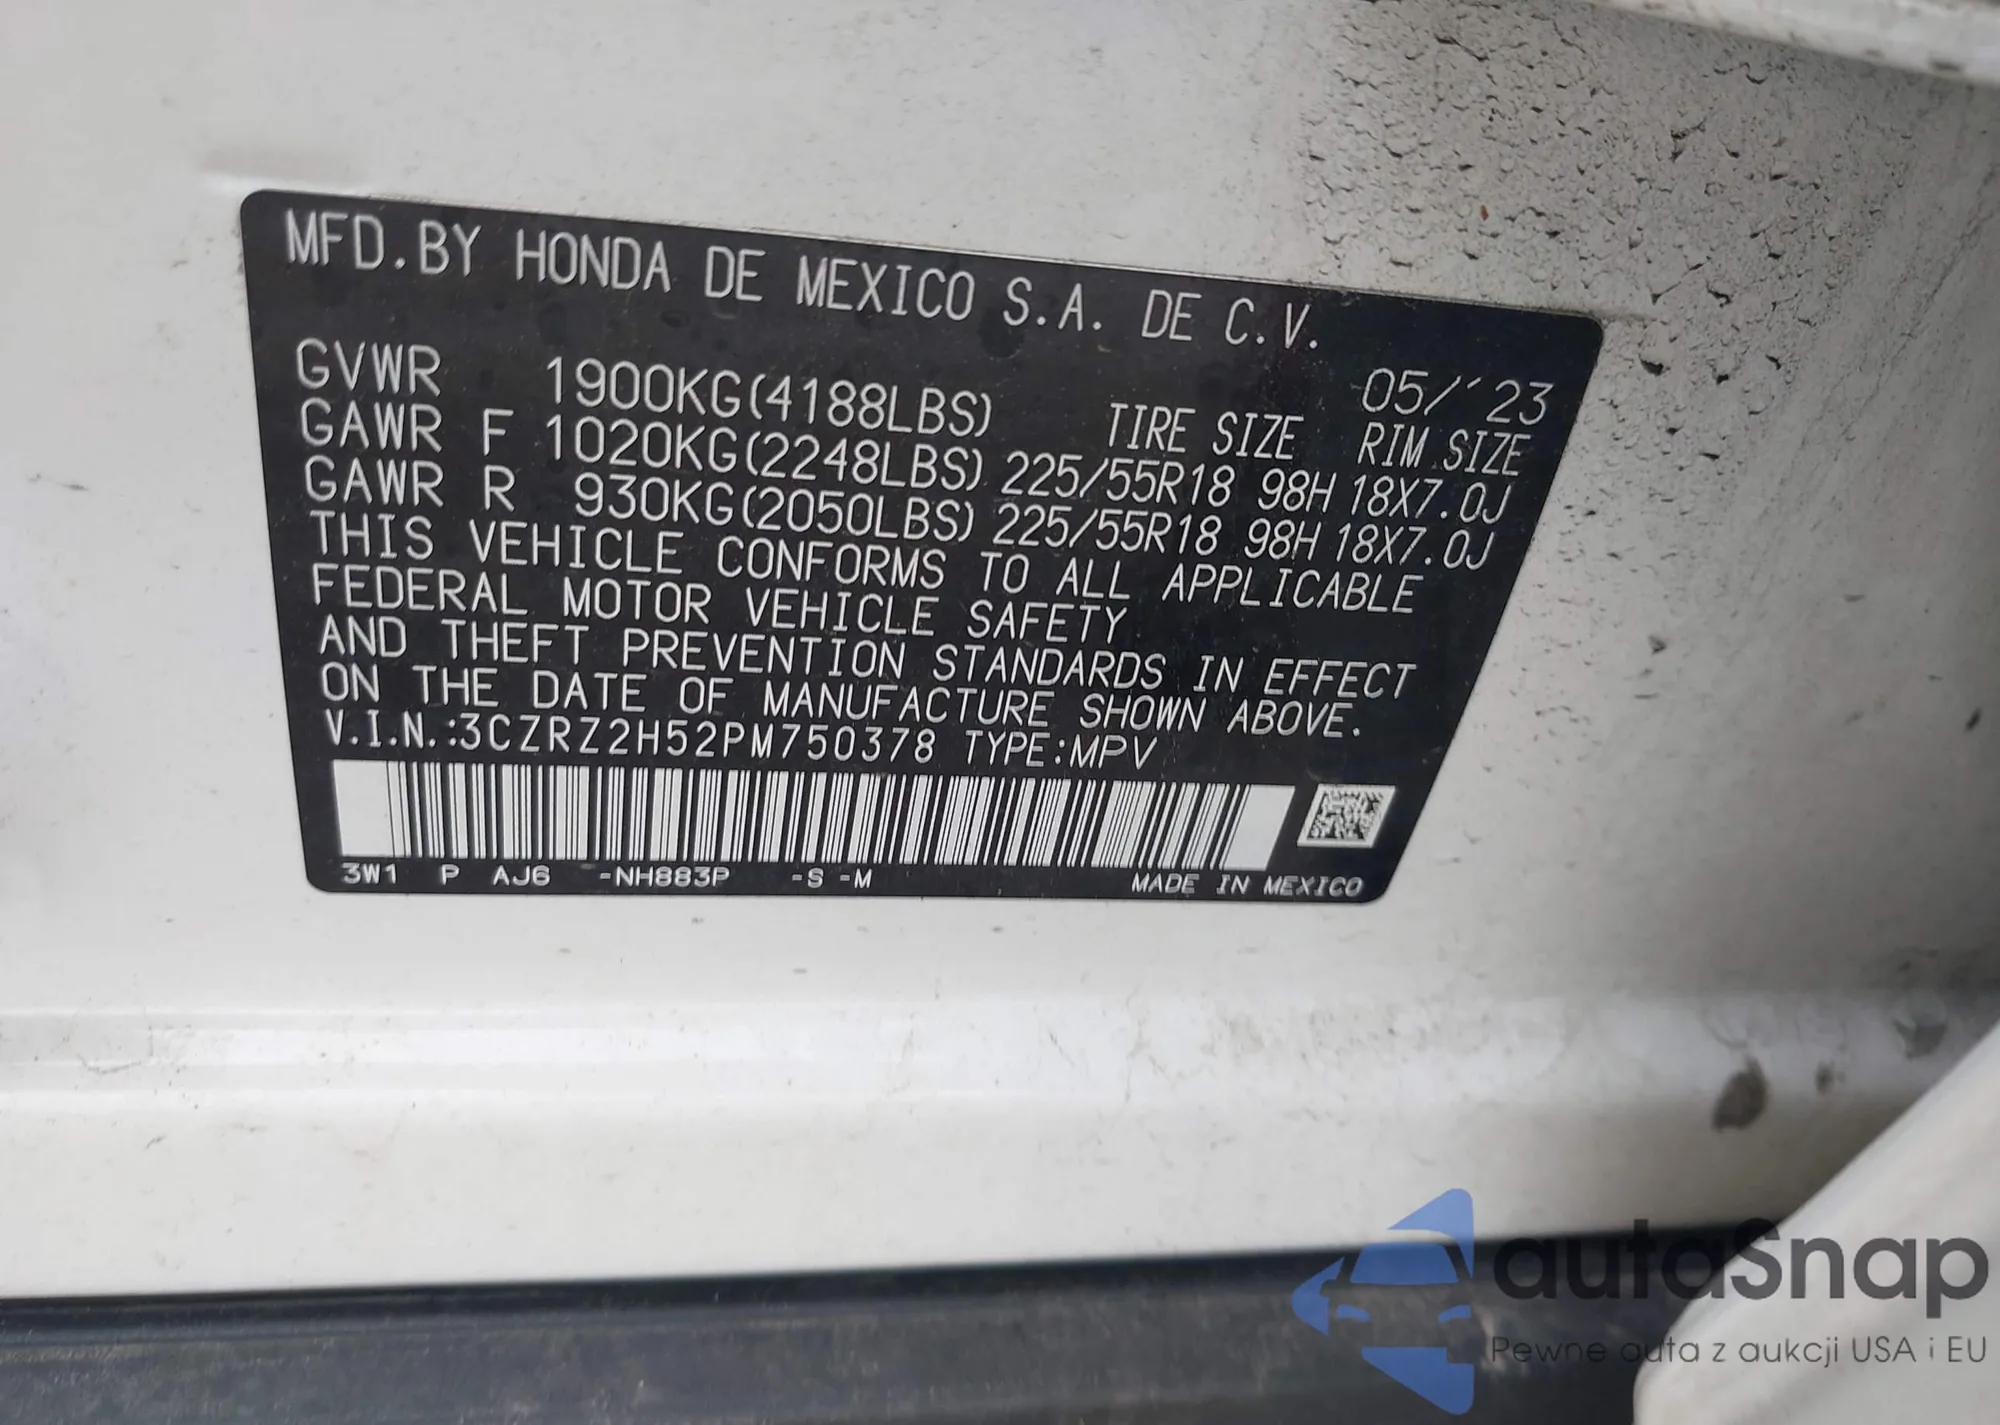 MFD.BY HONDA DE MEXICO S.A. DE C.V.
05/´23
GVWR 1900KG(4188LBS) TIRE SIZE RIM SIZE
GAWR F 1020KG(2248LBS) 225/55R18 98H 18X7.0J
GAWR R 930KG(2050LBS) 225/55R18 98H 18X7.0J
THIS VEHICLE CONFORMS TO ALL APPLICABLE
FEDERAL MOTOR VEHICLE SAFETY
AND THEFT PREVENTION STANDARDS IN EFFECT
ON THE DATE OF MANUFACTURE SHOWN ABOVE.
V.I.N.:3CZRZ2H52PM750378 TYPE:MPV
3W1 P AJ6 -NH883P -S -M MADE IN MEXICO
autaSnap
Pewne auta z aukcji USA i EU